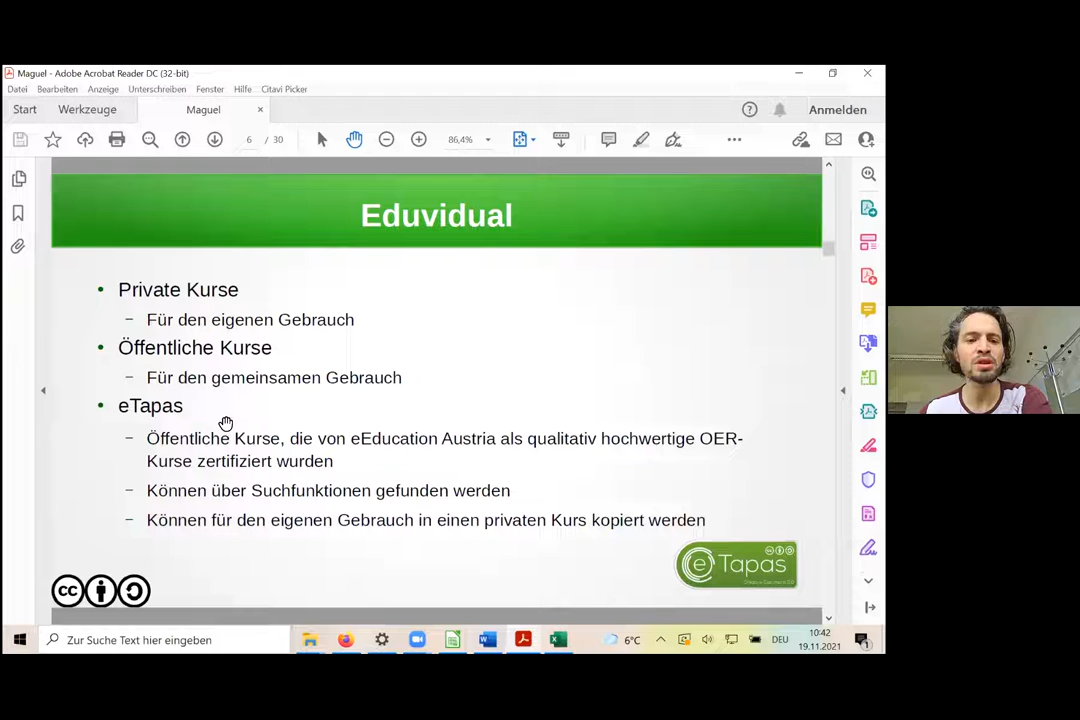 Maguel - Adobe Acrobat Reader DC (32-bit)
Datei Bearbeiten Anzeige Unterschreiben Fenster Hilfe Citavi Picker
Start Werkzeuge Maguel × Anmelden
6 / 30 86,4%
Eduvidual
• Private Kurse
– Für den eigenen Gebrauch
• Öffentliche Kurse
– Für den gemeinsamen Gebrauch
• eTapas
– Öffentliche Kurse, die von eEducation Austria als qualitativ hochwertige OER-
Kurse zertifiziert wurden
– Können über Suchfunktionen gefunden werden
– Können für den eigenen Gebrauch in einen privaten Kurs kopiert werden
e Tapas
cc
Zur Suche Text hier eingeben 6°C DEU 10:42
19.11.2021